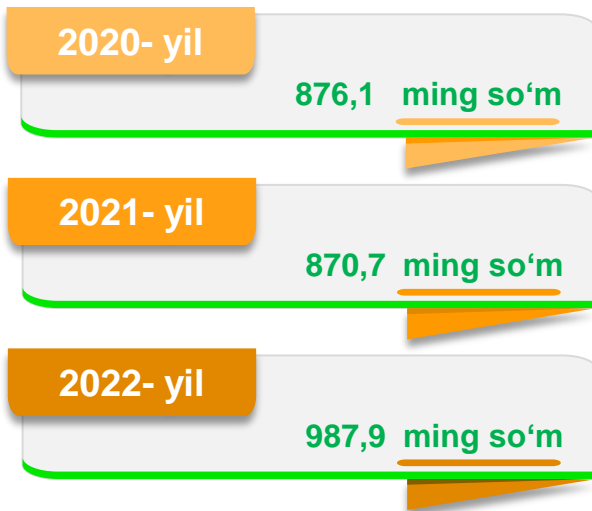 2020- yil
876,1 ming so‘m
2021- yil
870,7 ming so‘m
2022- yil
987,9 ming so‘m